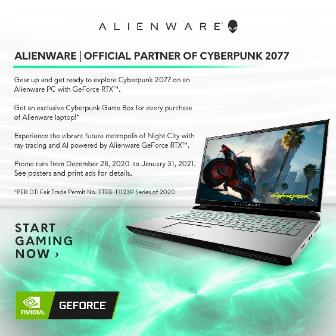 ALIENWARE
ALIENWARE | OFFICIAL PARTNER OF CYBERPUNK 2077
Gear up and get ready to explore Cyberpunk 2077 on an
Alienware PC with GeForce RTX™.
Get an exclusive Cyberpunk Game Box for every purchase
of Alienware laptop!*
Experience the vibrant future metropolis of Night City with
ray tracing and AI powered by Alienware GeForce RTX™.
Promo runs from December 28, 2020 to January 31, 2021.
See posters and print ads for details.
*PER DTI Fair Trade Permit No. FTEB-111239 Series of 2020
Cyberpunk
ALIENWARE
START
GAMING
NOW ›
NVIDIA
GEFORCE